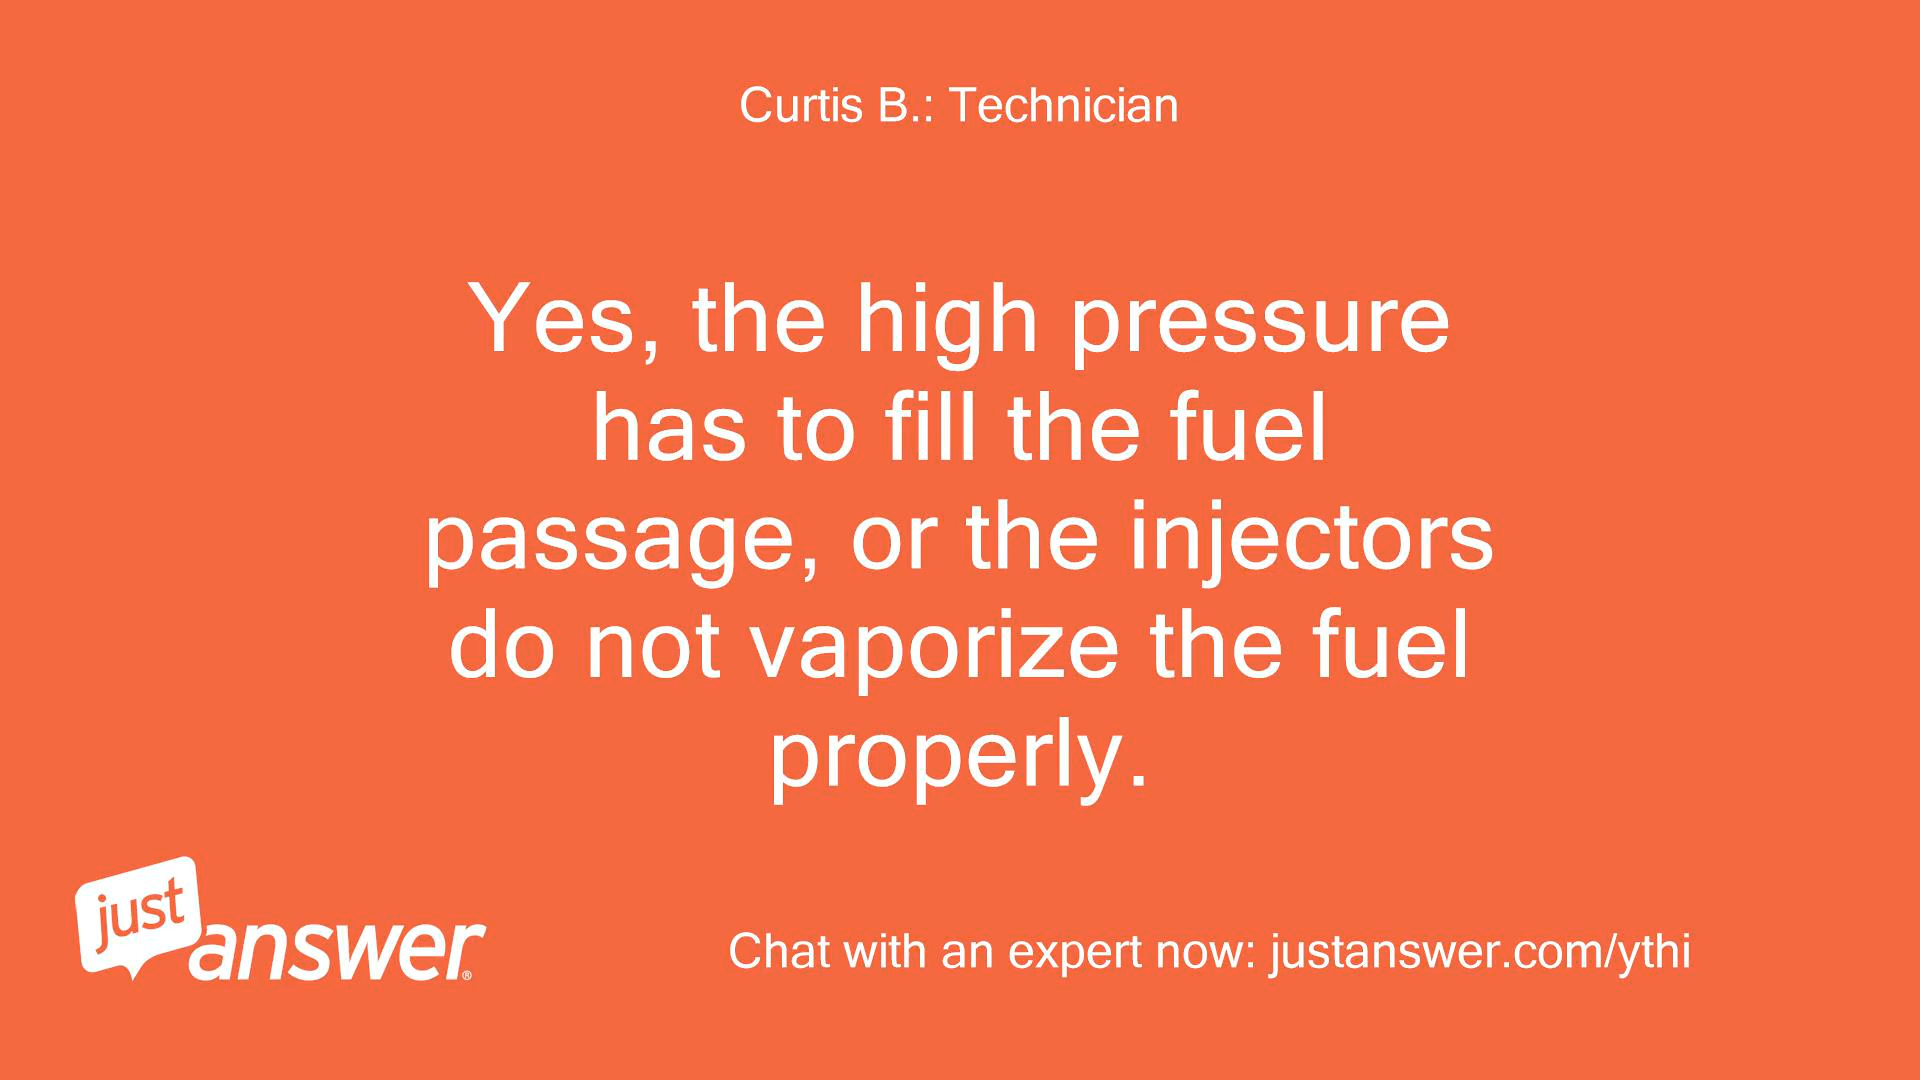 Curtis B.: Technician
Yes, the high pressure
has to fill the fuel
passage, or the injectors
do not vaporize the fuel
properly.
just
answer®
Chat with an expert now: justanswer.com/ythi